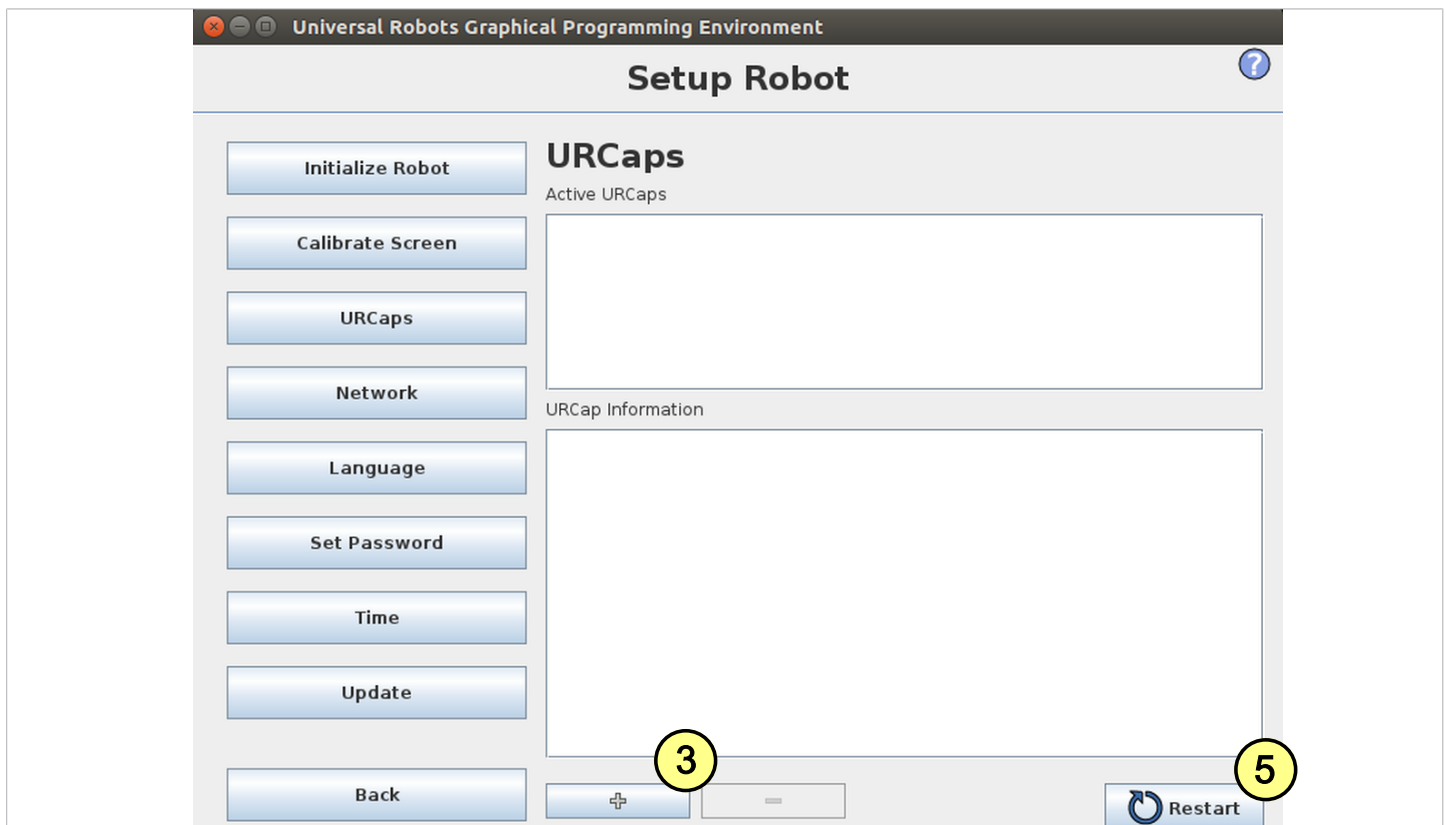 Universal Robots Graphical Programming Environment
Setup Robot
?
Initialize Robot
Calibrate Screen
URCaps
Network
Language
Set Password
Time
Update
Back
URCaps
Active URCaps
URCap Information
3
5
Restart